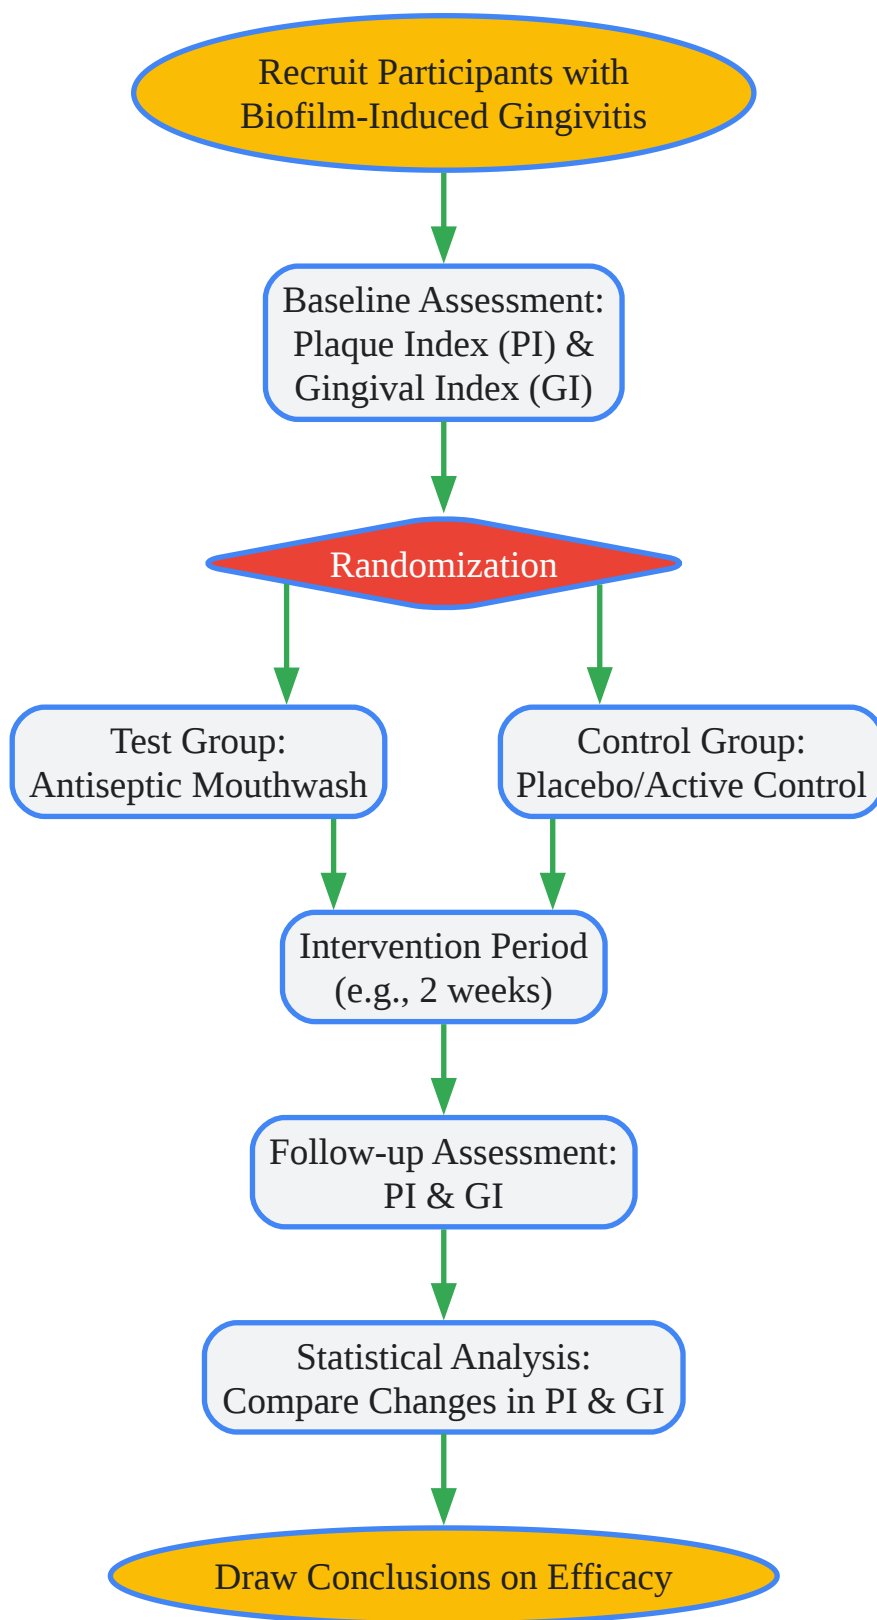 Recruit Participants with
Biofilm-Induced Gingivitis
Baseline Assessment:
Plaque Index (PI) &
Gingival Index (GI)
Randomization
Test Group:
Antiseptic Mouthwash
Control Group:
Placebo/Active Control
Intervention Period
(e.g., 2 weeks)
Follow-up Assessment:
PI & GI
Statistical Analysis:
Compare Changes in PI & GI
Draw Conclusions on Efficacy